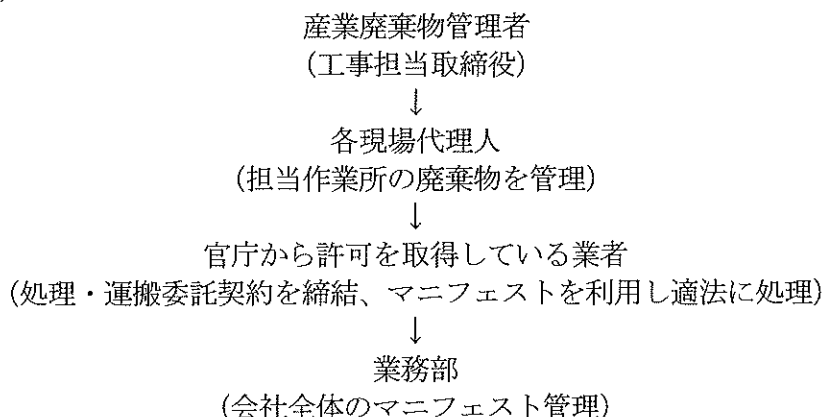 産業廃棄物管理者
(工事担当取締役)
↓
各現場代理人
(担当作業所の廃棄物を管理)
↓
官庁から許可を取得している業者
(処理・運搬委託契約を締結、マニフェストを利用し適法に処理)
↓
業務部
(会社全体のマニフェスト管理)